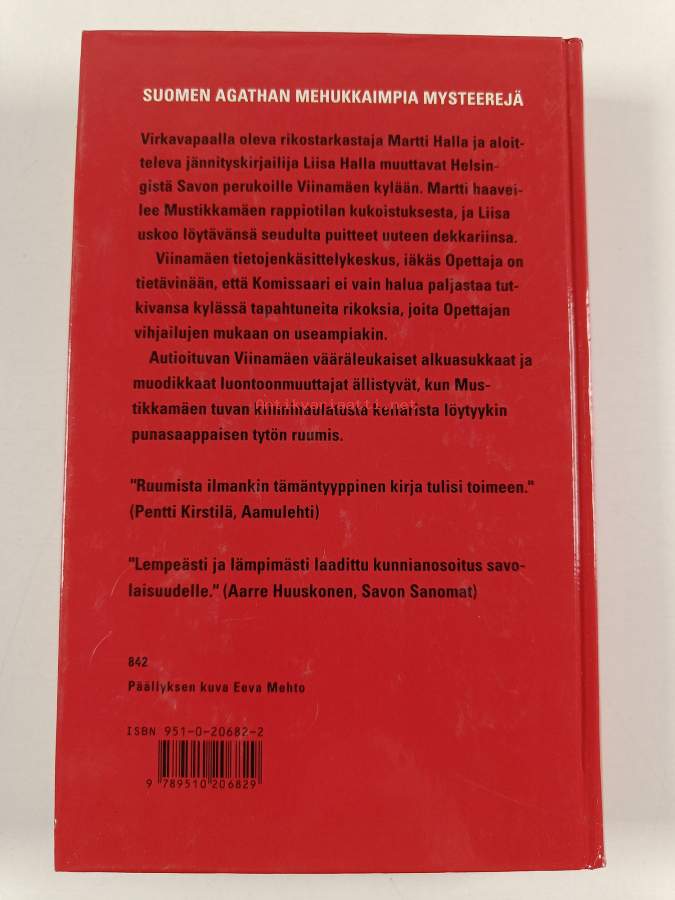 SUOMEN AGATHAN MEHUKKAIMPIA MYSTEEREJÄ
Virkavapaalla oleva rikostarkastaja Martti Halla ja aloit-
televa jännityskirjailija Liisa Halla muuttavat Helsin-
gistä Savon perukoille Viinamäen kylään. Martti haavei-
lee Mustikkamäen rappiotilan kukoistuksesta, ja Liisa
uskoo löytävänsä seudulta puitteet uuteen dekkariinsa.
Viinamäen tietojenkäsittelykeskus, iäkäs Opettaja on
tietävinään, että Komissaari ei vain halua paljastaa tut-
kivansa kylässä tapahtuneita rikoksia, joita Opettajan
vihjailujen mukaan on useampiakin.
Autioituvan Viinamäen vääräleukaiset alkuasukkaat ja
muodikkaat luontoonmuuttajat ällistyvät, kun Mus-
tikkamäen tuvan kiinninaulatusta kellarista löytyykin
Antikvariaatti.net
punasaappaisen tytön ruumis.
"Ruumista ilmankin tämäntyyppinen kirja tulisi toimeen."
(Pentti Kirstilä, Aamulehti)
"Lempeästi ja lämpimästi laadittu kunnianosoitus savo-
laisuudelle." (Aarre Huuskonen, Savon Sanomat)
842
Päällyksen kuva Eeva Mehto
ISBN 951-0-20682-2
9 789510 206829